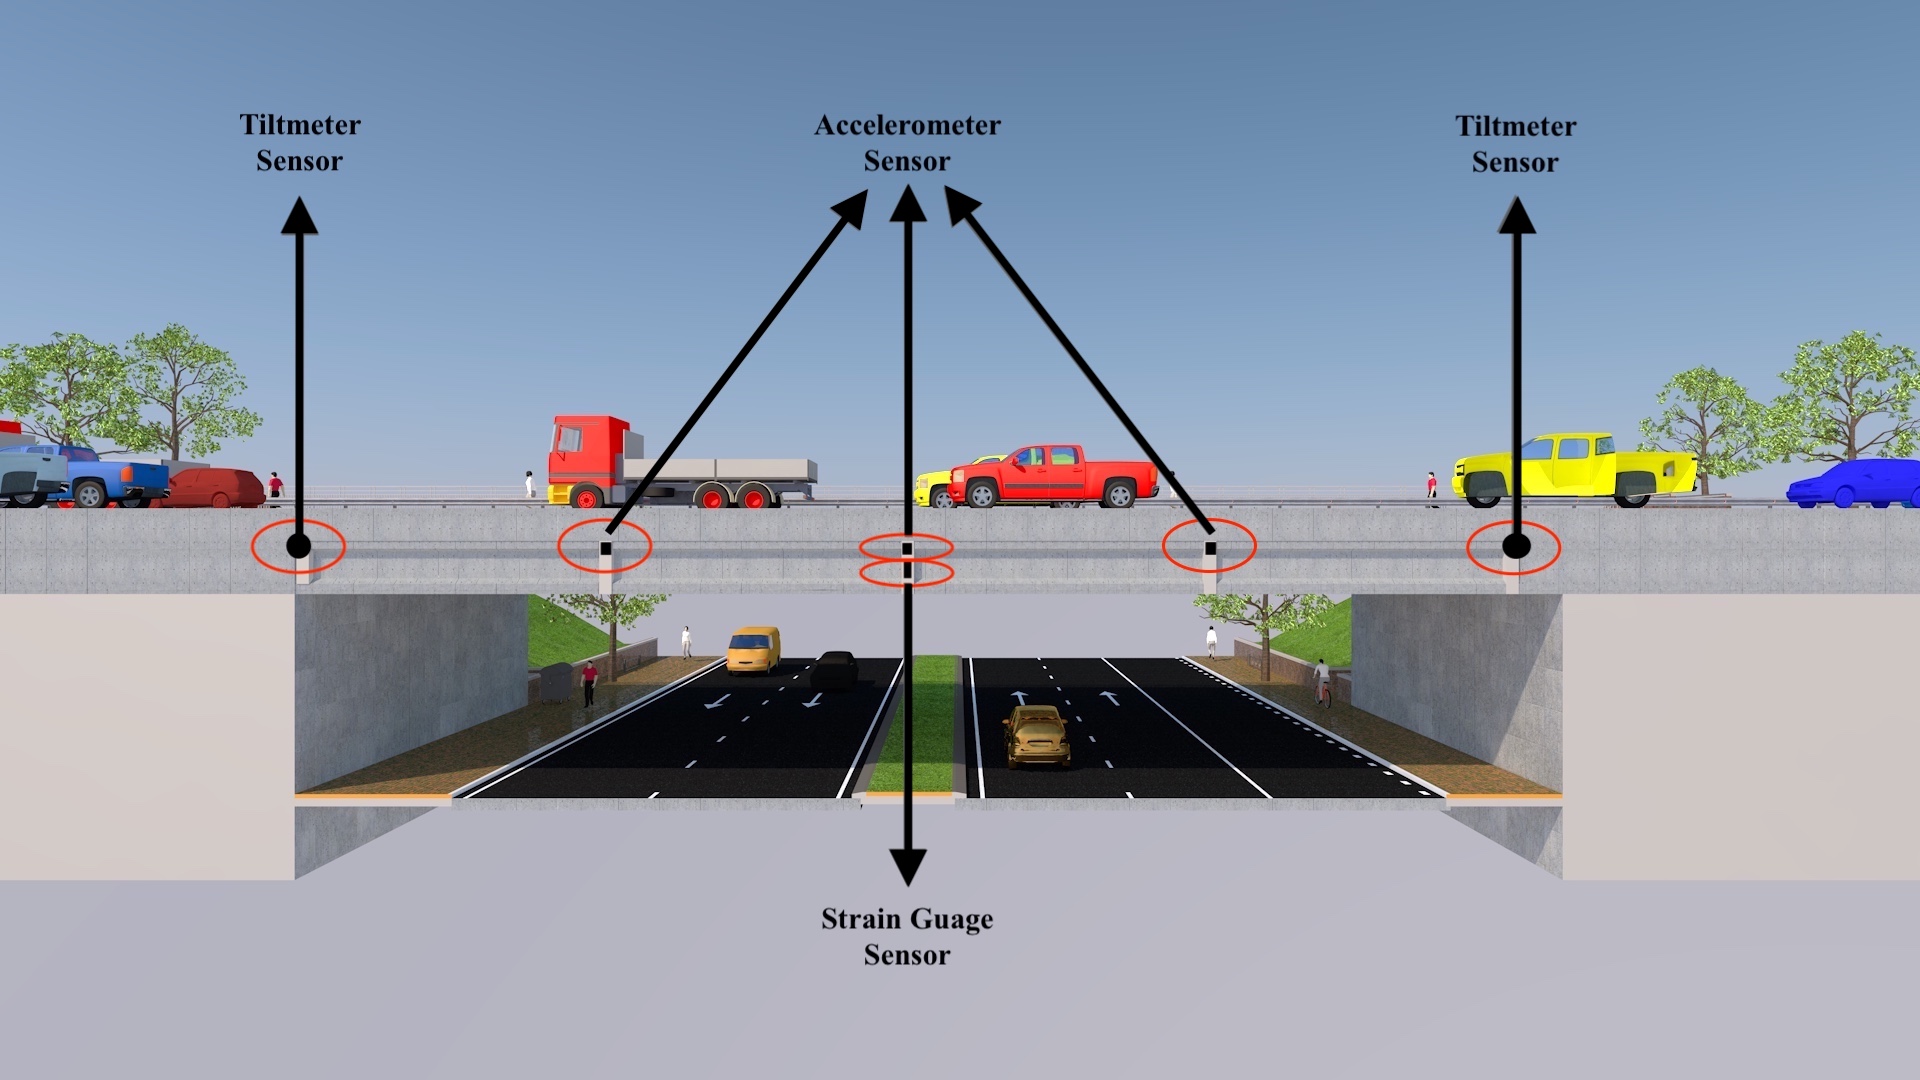 Tiltmeter
Sensor
Accelerometer
Sensor
Tiltmeter
Sensor
Strain Guage
Sensor